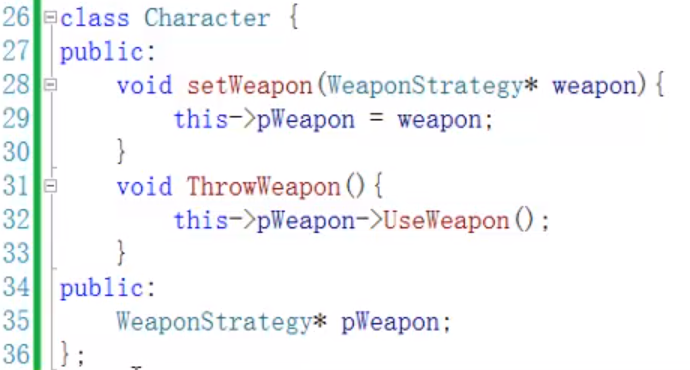 26 class Character {
27 public:
28     void setWeapon(WeaponStrategy* weapon){
29         this->pWeapon = weapon;
30     }
31     void ThrowWeapon(){
32         this->pWeapon->UseWeapon();
33     }
34 public:
35     WeaponStrategy* pWeapon;
36 };